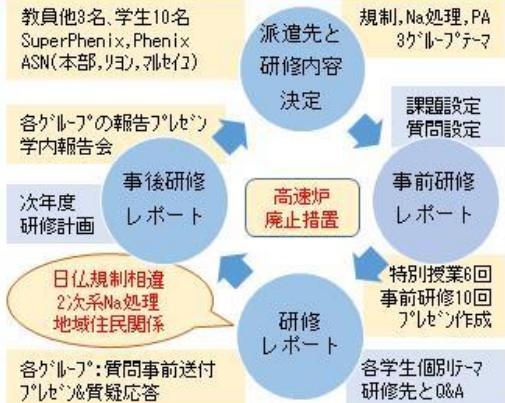 教員他3名、学生10名
SuperPhenix,Phenix
ASN(本部,ﾘﾖﾝ,ﾏﾙｾｲﾕ)
派遣先と
研修内容
決定
規制,Na処理,PA
3ｸﾞﾙｰﾌﾟﾃｰﾏ
課題設定
質問設定
事前研修
レポート
特別授業6回
事前研修10回
ﾌﾟﾚｾﾞﾝ作成
研修
レポート
各学生個別ﾃｰﾏ
研修先とQ&A
各ｸﾞﾙｰﾌﾟ:質問事前送付
ﾌﾟﾚｾﾞﾝ&質疑応答
日仏規制相違
2次系Na処理
地域住民関係
事後研修
レポート
次年度
研修計画
各ｸﾞﾙｰﾌﾟの報告ﾌﾟﾚｾﾞﾝ
学内報告会
高速炉
廃止措置